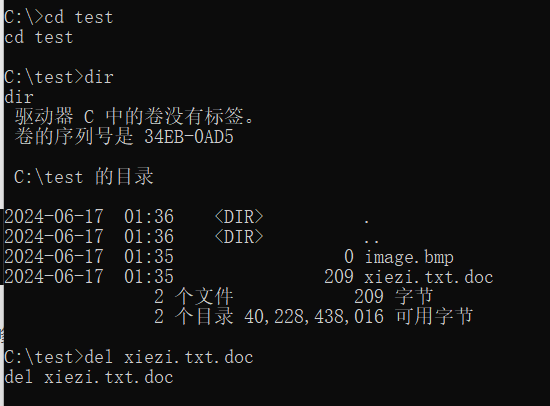 C:\>cd test
cd test
C:\test>dir
dir
驱动器 C 中的卷没有标签。
卷的序列号是 34EB-0AD5
C:\test 的目录
2024-06-17  01:36    <DIR>          .
2024-06-17  01:36    <DIR>          ..
2024-06-17  01:35                 0 image.bmp
2024-06-17  01:35               209 xiezi.txt.doc
2 个文件            209 字节
2 个目录 40,228,438,016 可用字节
C:\test>del xiezi.txt.doc
del xiezi.txt.doc